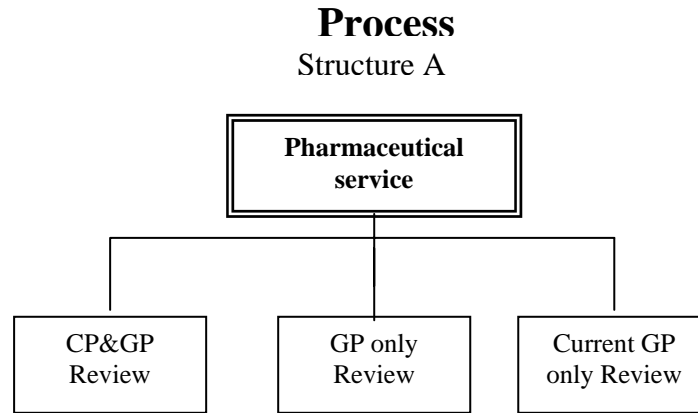 Process
Structure A
Pharmaceutical
service
CP&GP
Review
GP only
Review
Current GP
only Review